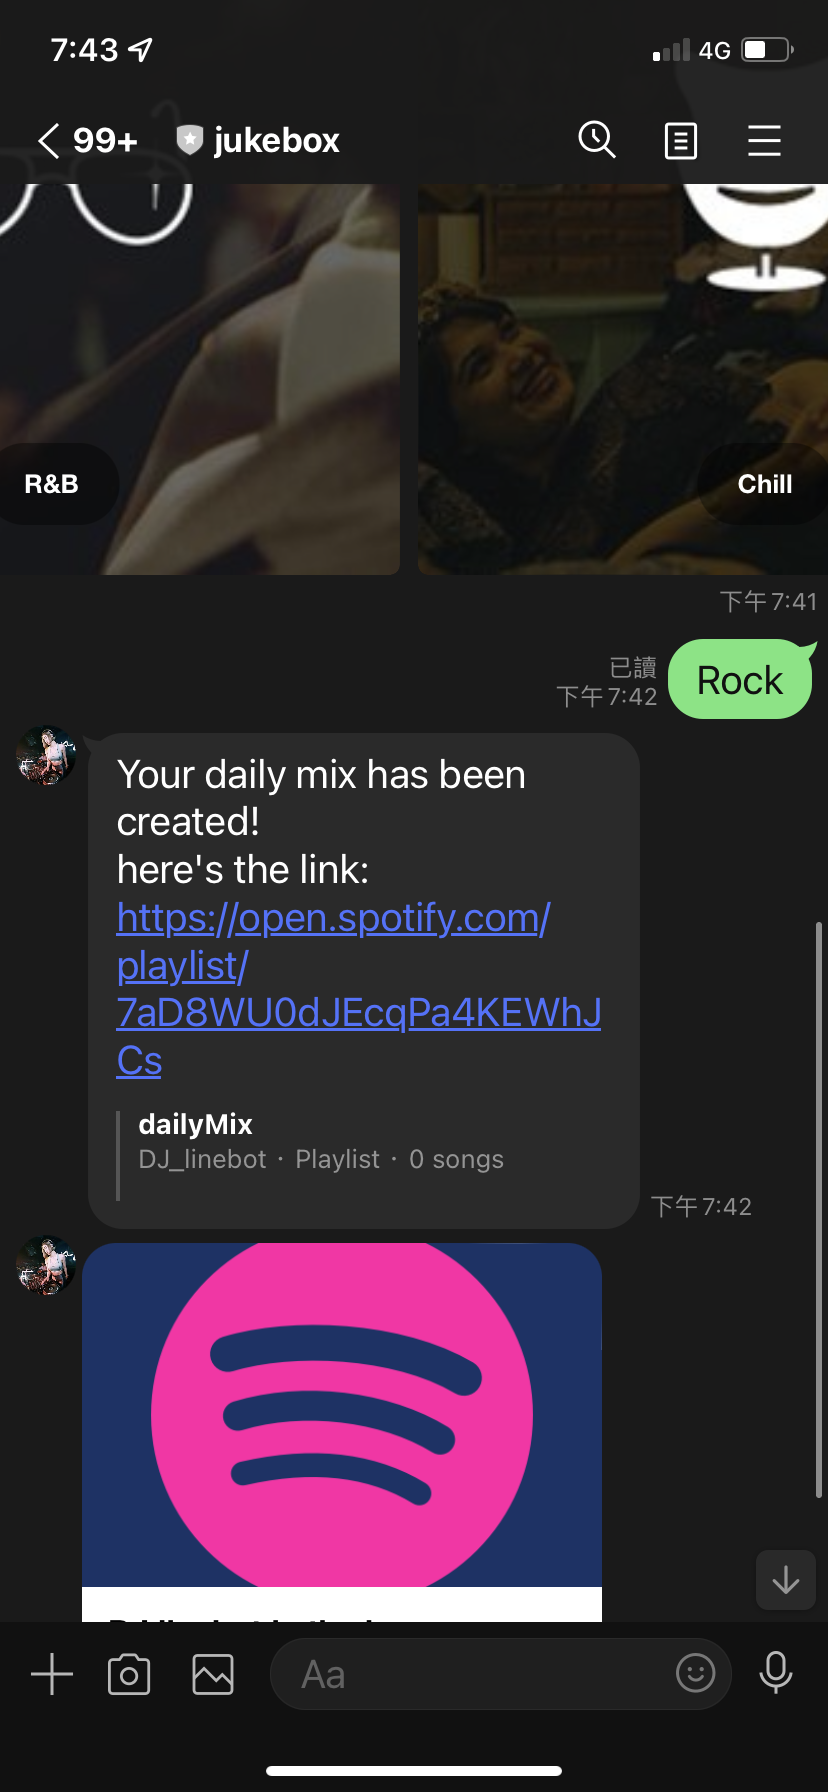 7:43
4G
99+
jukebox
R&B
Chill
下午 7:41
已讀
下午 7:42
Rock
Your daily mix has been
created!
here's the link:
https://open.spotify.com/
playlist/
7aD8WU0dJEcqPa4KEWhJ
Cs
dailyMix
DJ_linebot · Playlist · 0 songs
下午 7:42
Aa